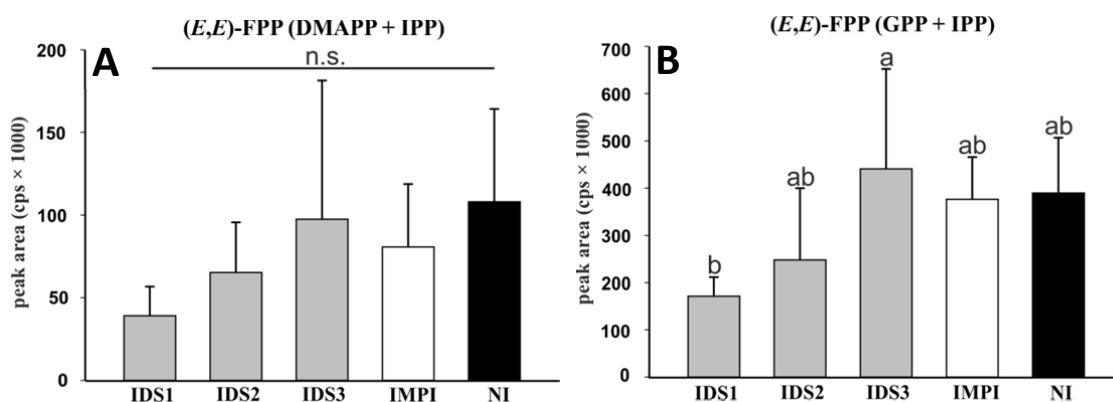 (E,E)-FPP (DMAPP + IPP)
A
n.s.
peak area (cps × 1000)
200
150
100
50
0
IDS1 IDS2 IDS3 IMPI NI
(E,E)-FPP (GPP + IPP)
B
peak area (cps × 1000)
700
600
500
400
300
200
100
0
b ab a ab ab
IDS1 IDS2 IDS3 IMPI NI